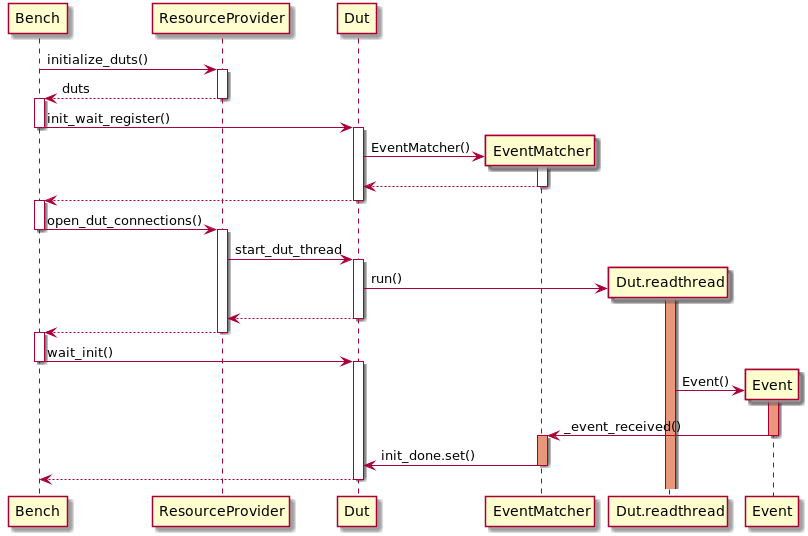 Bench
ResourceProvider
Dut
initialize_duts()
duts
init_wait_register()
EventMatcher()
EventMatcher
open_dut_connections()
start_dut_thread
run()
Dut.readthread
wait_init()
Event()
Event
_event_received()
init_done.set()
Bench
ResourceProvider
Dut
EventMatcher
Dut.readthread
Event